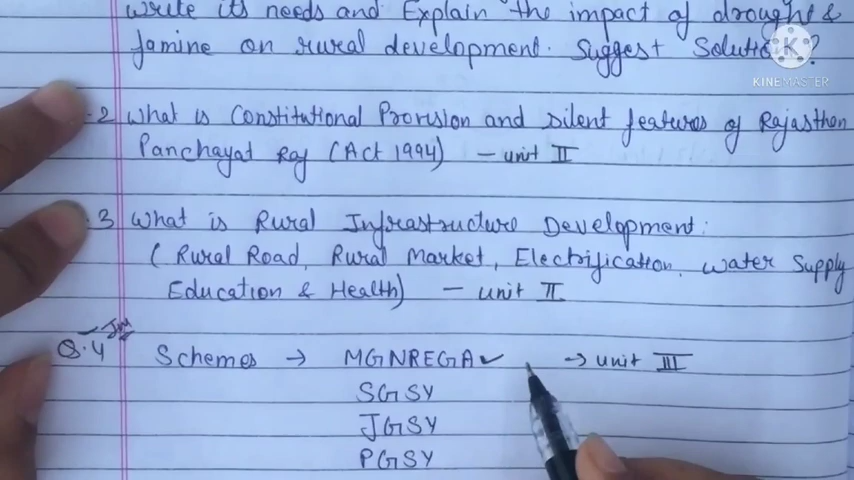 write its needs and Explain the impact of drought &
famine on rural development. Suggest Solution ?
K
KINEMASTER
.2 What is Constitutional Provision and Silent features of Rajasthan
Panchayat Raj (Act 1994) - unit II
.3 What is Rural Infrastructure Development:
(Rural Road, Rural Market, Electrification, Water Supply
Education & Health) - unit II
Imp
Q.4 Schemes → MGNREGA ✓ → unit III
SGSY
JGSY
PGSY